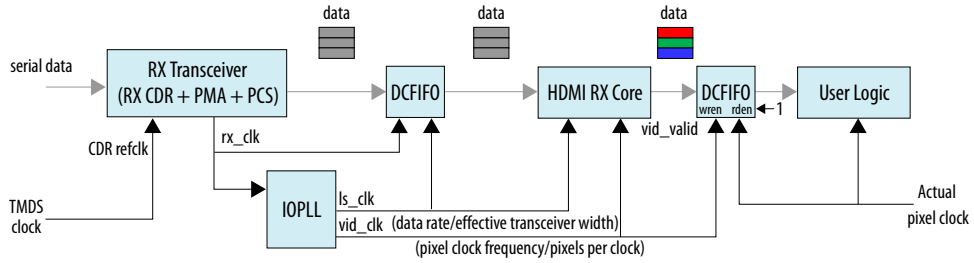 data
data
data
serial data
RX Transceiver
(RX CDR + PMA + PCS)
DCFIFO
HDMI RX Core
DCFIFO
wren rden
1
User Logic
vid_valid
CDR refclk
rx_clk
TMDS
clock
IOPLL
ls_clk
(data rate/effective transceiver width)
vid_clk
(pixel clock frequency/pixels per clock)
Actual
pixel clock